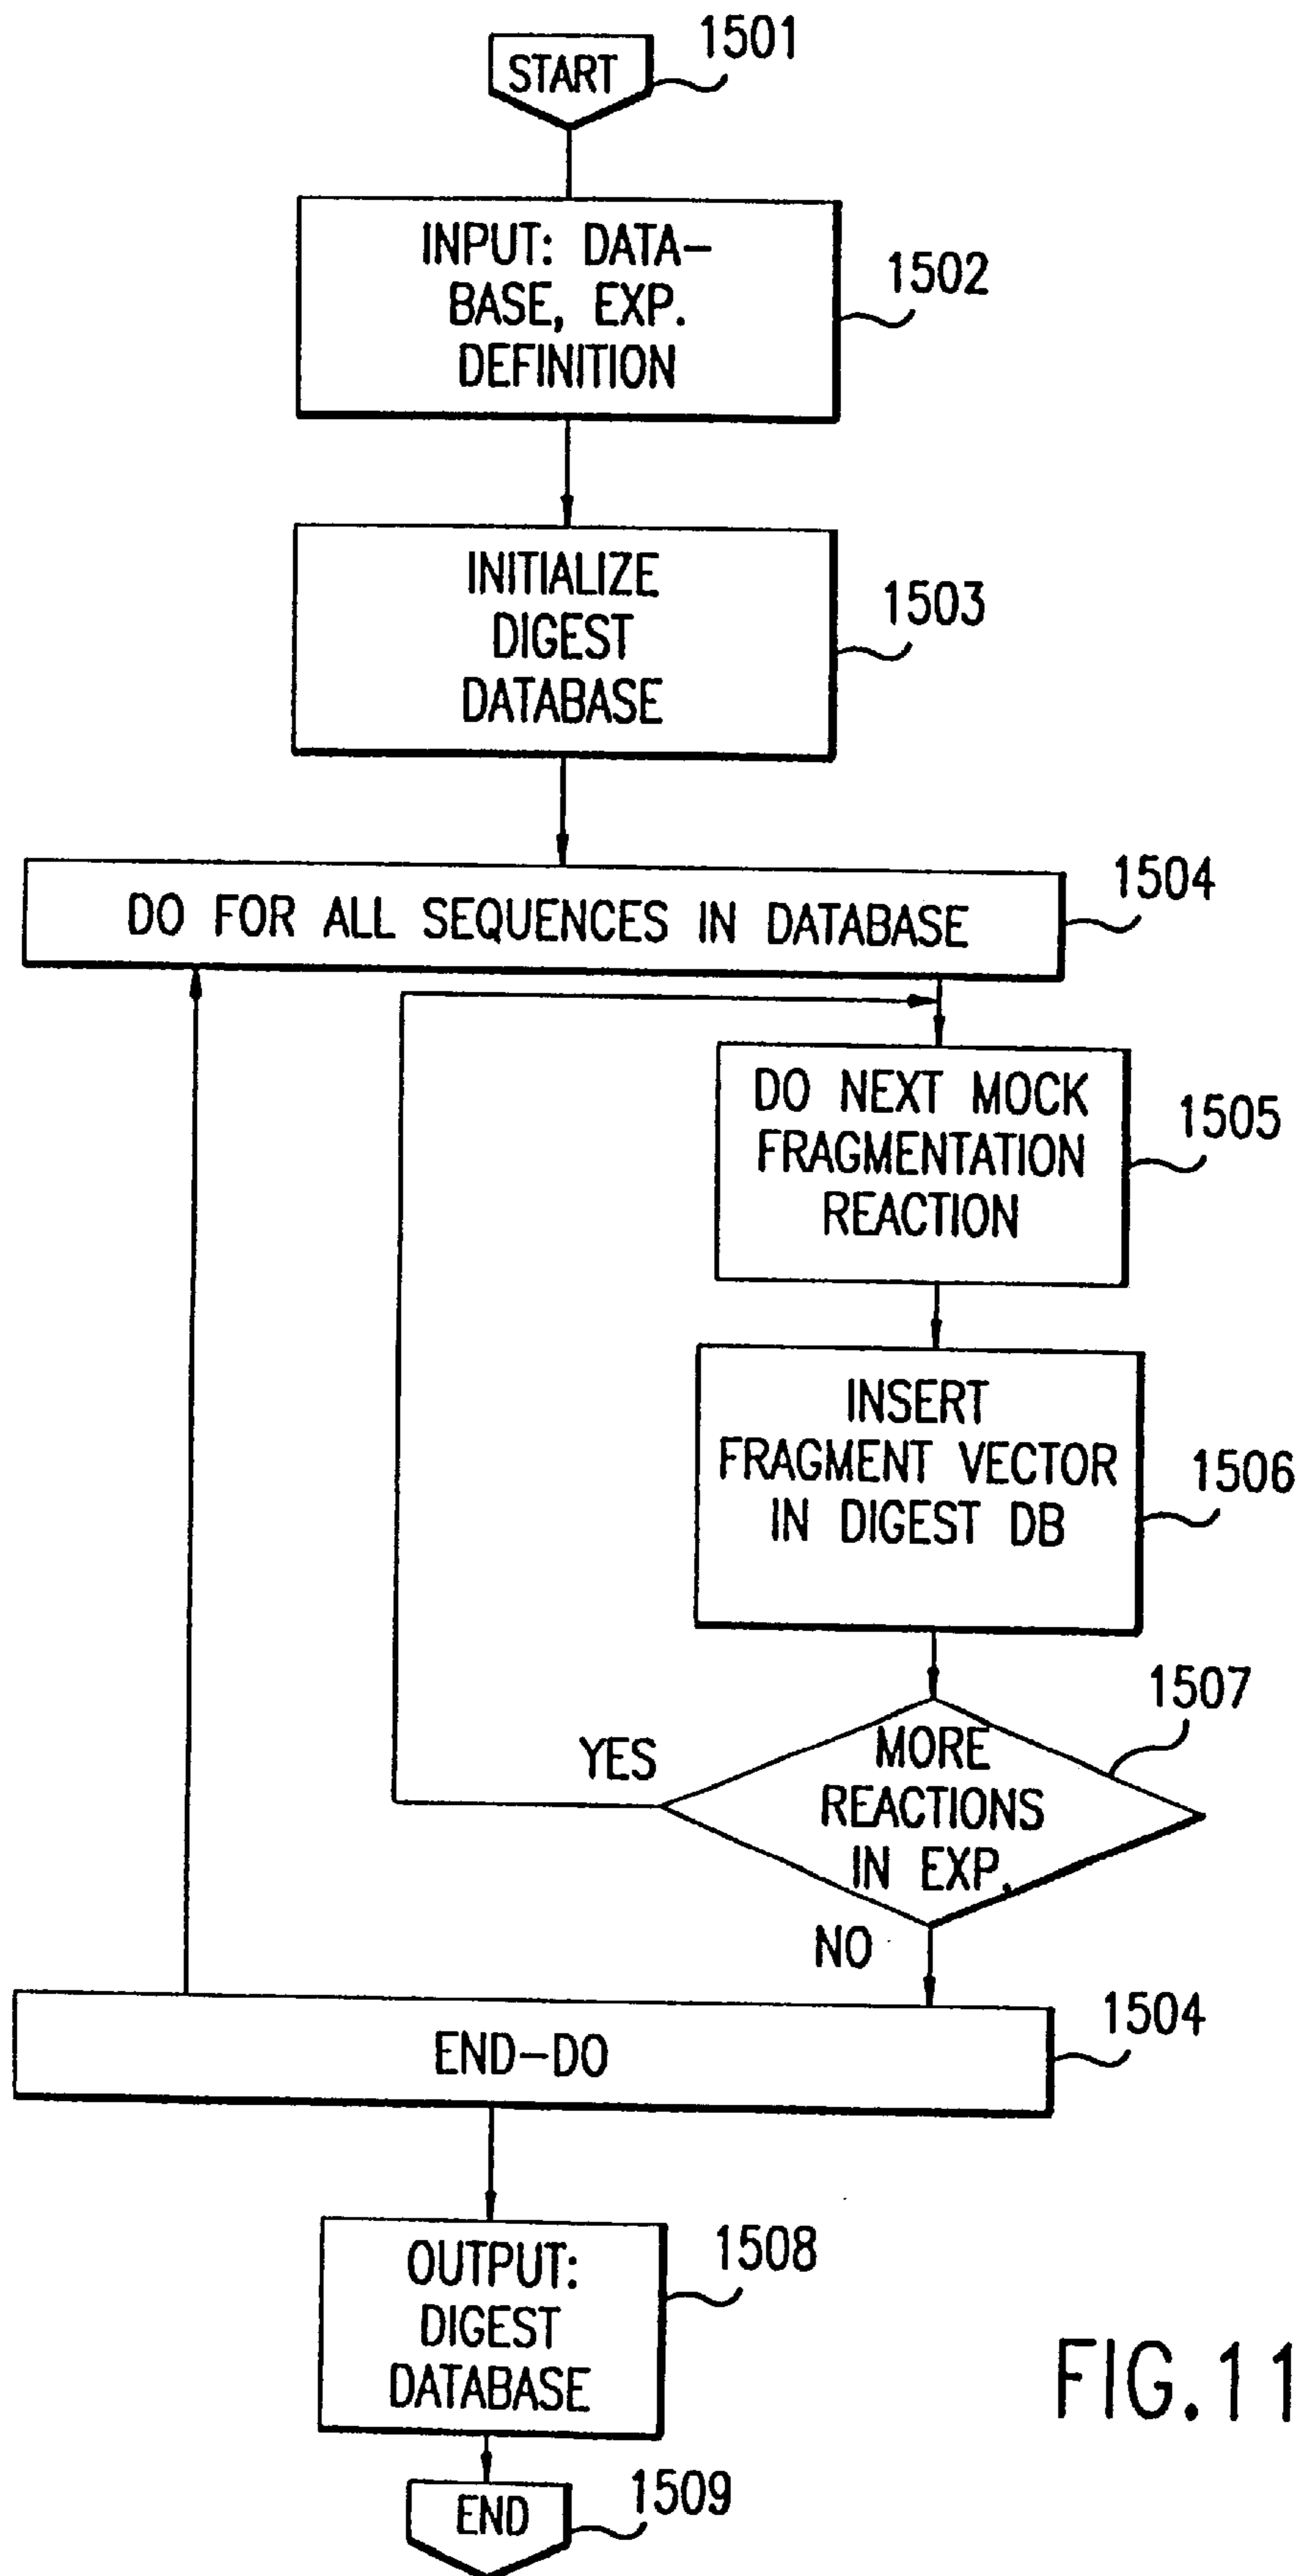 START
1501
INPUT: DATA-
BASE, EXP.
DEFINITION
1502
INITIALIZE
DIGEST
DATABASE
1503
DO FOR ALL SEQUENCES IN DATABASE
1504
DO NEXT MOCK
FRAGMENTATION
REACTION
1505
INSERT
FRAGMENT VECTOR
IN DIGEST DB
1506
MORE
REACTIONS
IN EXP.
1507
YES
NO
END-DO
1504
OUTPUT:
DIGEST
DATABASE
1508
END
1509
FIG.11